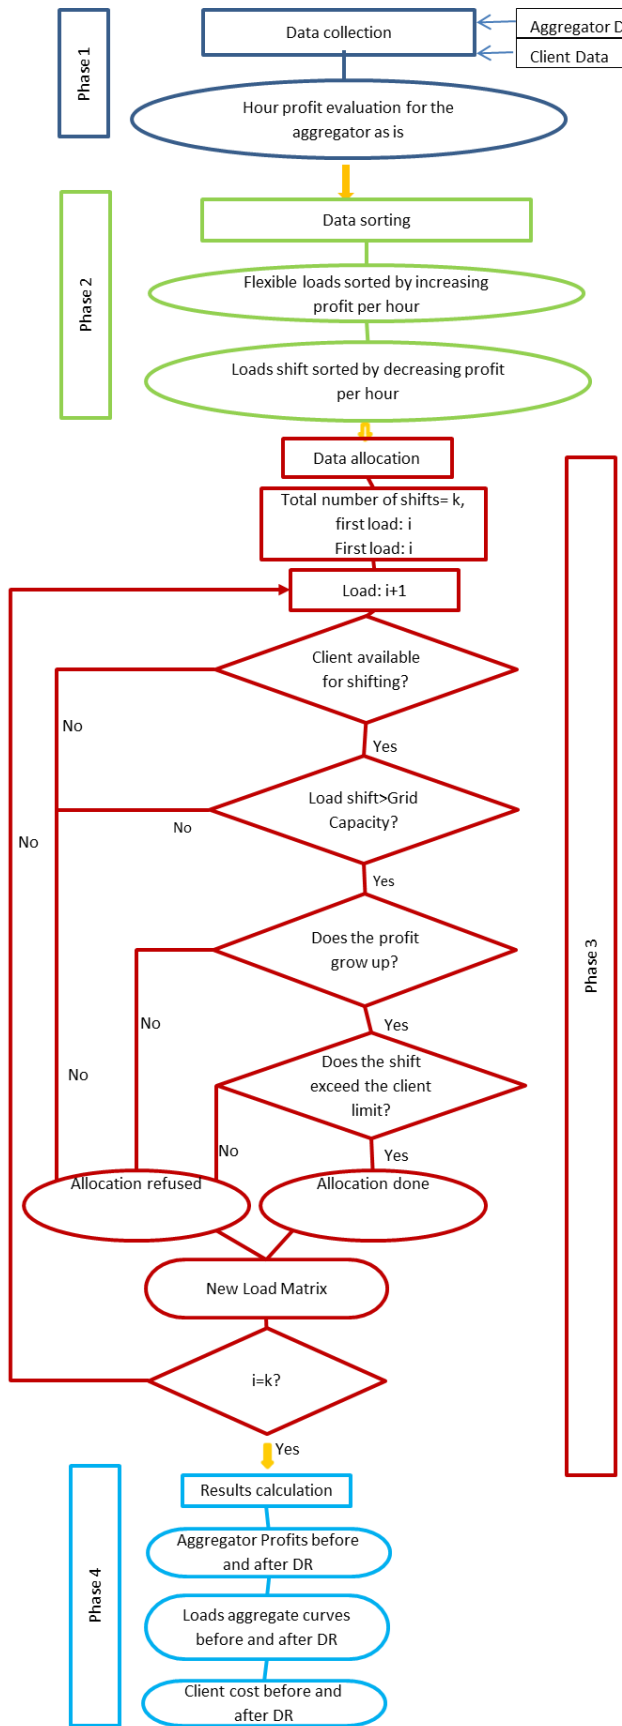 Data collection
Aggregator D
Client Data
Phase 1
Hour profit evaluation for the
aggregator as is
Data sorting
Phase 2
Flexible loads sorted by increasing
profit per hour
Loads shift sorted by decreasing profit
per hour
Data allocation
Total number of shifts= k,
first load: i
First load: i
Load: i+1
Client available
for shifting?
No
Yes
Load shift>Grid
Capacity?
No
No
Yes
Does the profit
grow up?
Phase 3
No
Yes
Does the shift
exceed the client
limit?
No
No
Yes
Allocation refused
Allocation done
New Load Matrix
i=k?
Yes
Results calculation
Phase 4
Aggregator Profits before
and after DR
Loads aggregate curves
before and after DR
Client cost before and
after DR